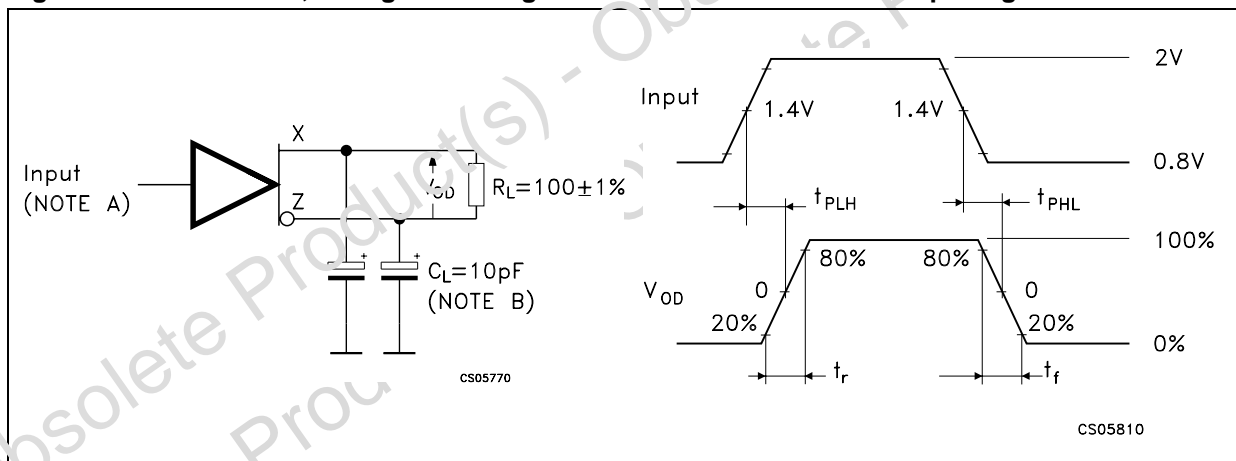 X
Input
(NOTE A)
Z
V_OD
R_L=100±1%
+
+
C_L=10pF
(NOTE B)
CS05770
Input
1.4V
1.4V
2V
0.8V
t_PLH
t_PHL
V_OD
0
20%
80%
80%
0
20%
100%
0%
t_r
t_f
CS05810